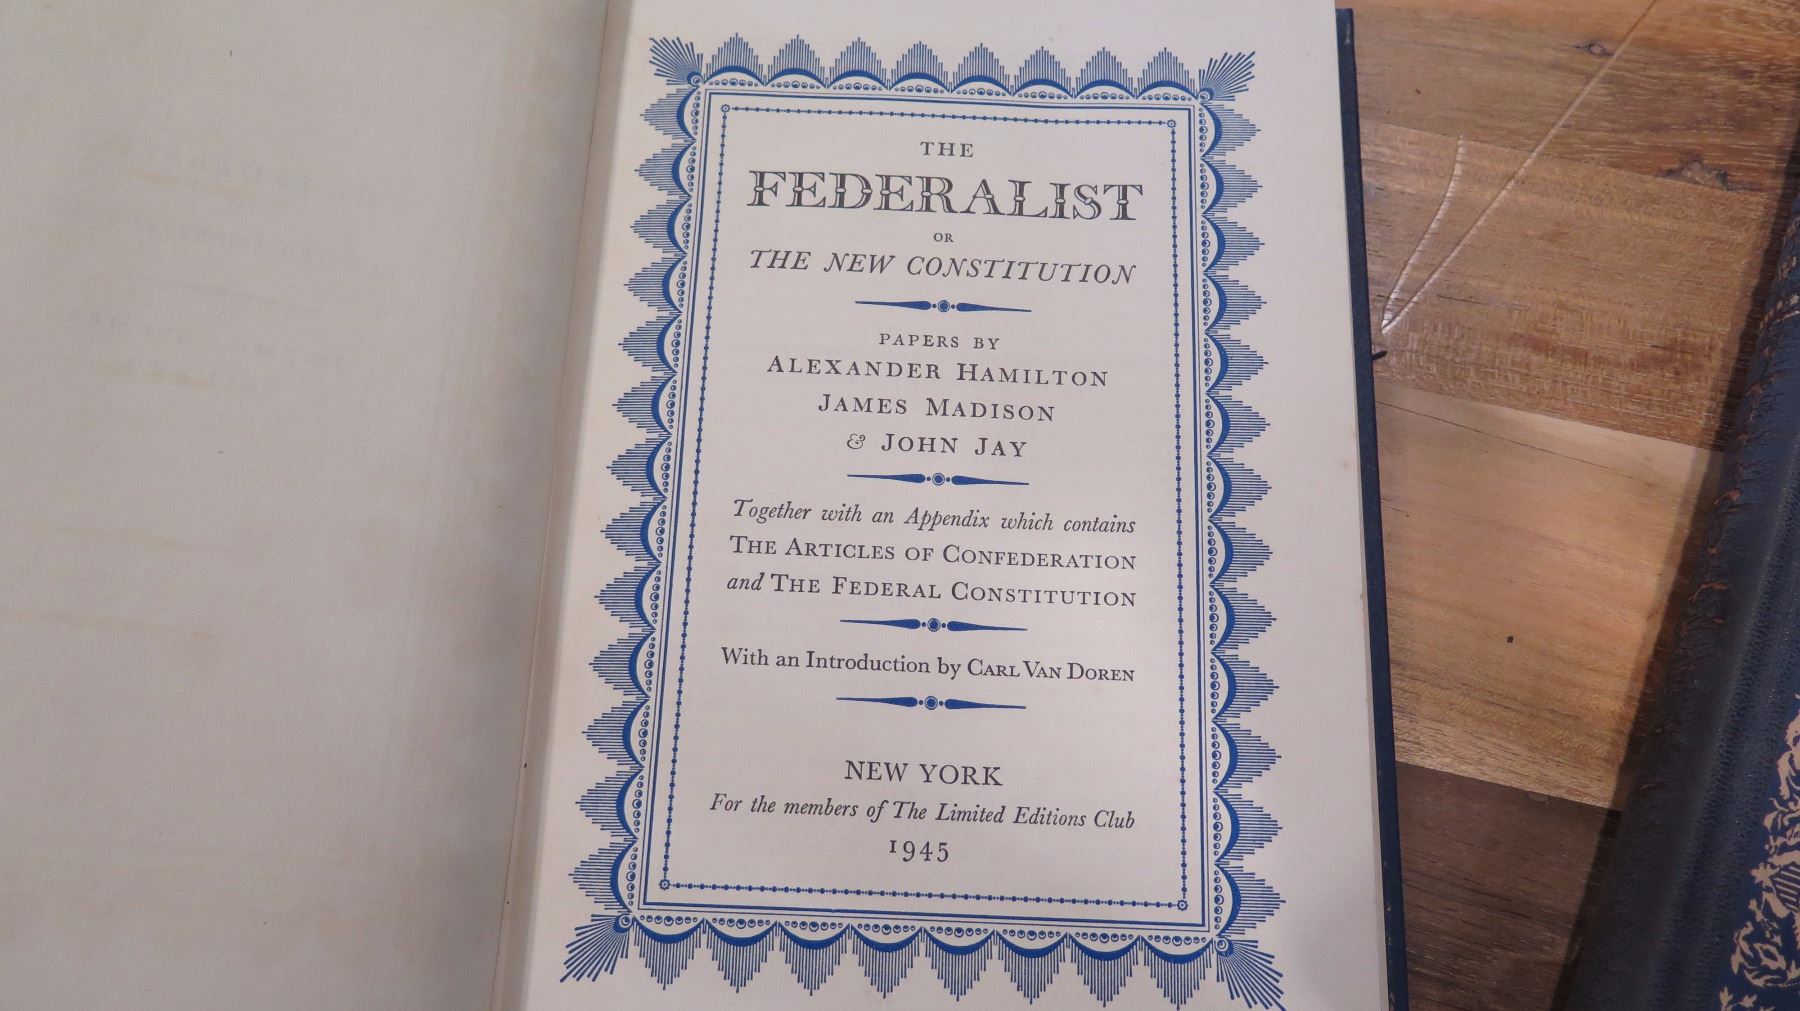 THE
FEDERALIST
OR
THE NEW CONSTITUTION
PAPERS BY
ALEXANDER HAMILTON
JAMES MADISON
& JOHN JAY
Together with an Appendix which contains
THE ARTICLES OF CONFEDERATION
and THE FEDERAL CONSTITUTION
With an Introduction by CARL VAN DOREN
NEW YORK
For the members of The Limited Editions Club
1945